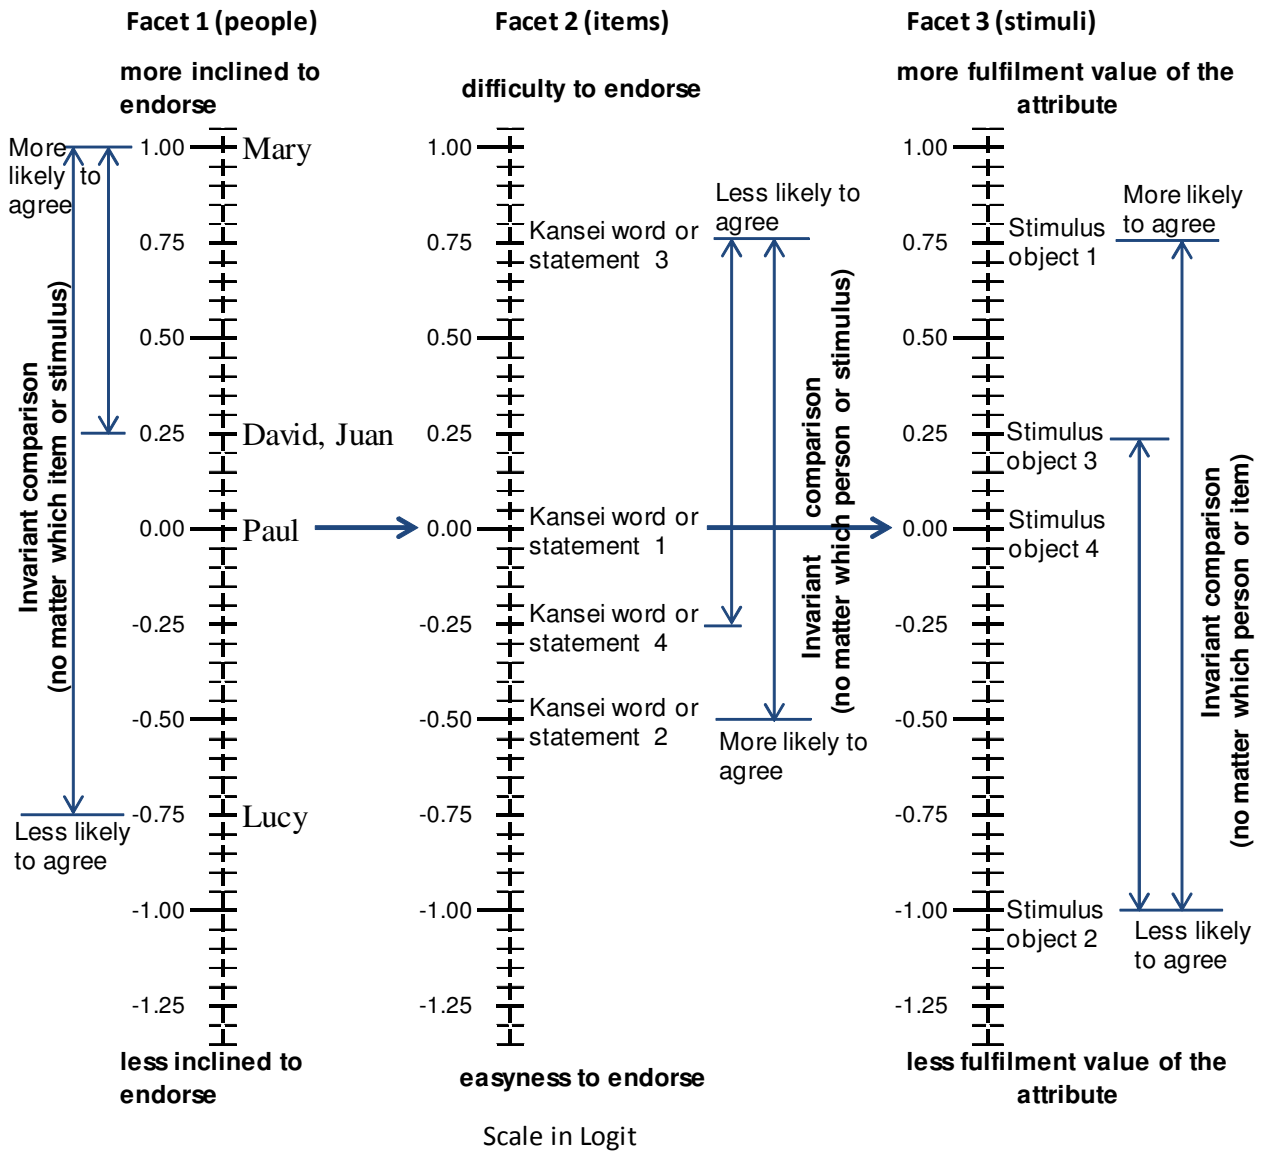 Facet 1 (people)
more inclined to
endorse
More
likely to
agree
1.00
0.75
0.50
0.25
0.00
-0.25
-0.50
-0.75
-1.00
-1.25
Mary
David, Juan
Paul
Lucy
Invariant comparison
(no matter which item or stimulus)
Less likely
to agree
less inclined to
endorse
Facet 2 (items)
difficulty to endorse
1.00
0.75
0.50
0.25
0.00
-0.25
-0.50
-0.75
-1.00
-1.25
Kansei word or
statement 3
Kansei word or
statement 1
Kansei word or
statement 4
Kansei word or
statement 2
Less likely to
agree
Invariant comparison
(no matter which person or stimulus)
More likely to
agree
easyness to endorse
Facet 3 (stimuli)
more fulfilment value of the
attribute
1.00
0.75
0.50
0.25
0.00
-0.25
-0.50
-0.75
-1.00
-1.25
Stimulus
object 1
Stimulus
object 3
Stimulus
object 4
Stimulus
object 2
More likely
to agree
Invariant comparison
(no matter which person or item)
Less likely
to agree
less fulfilment value of the
attribute
Scale in Logit